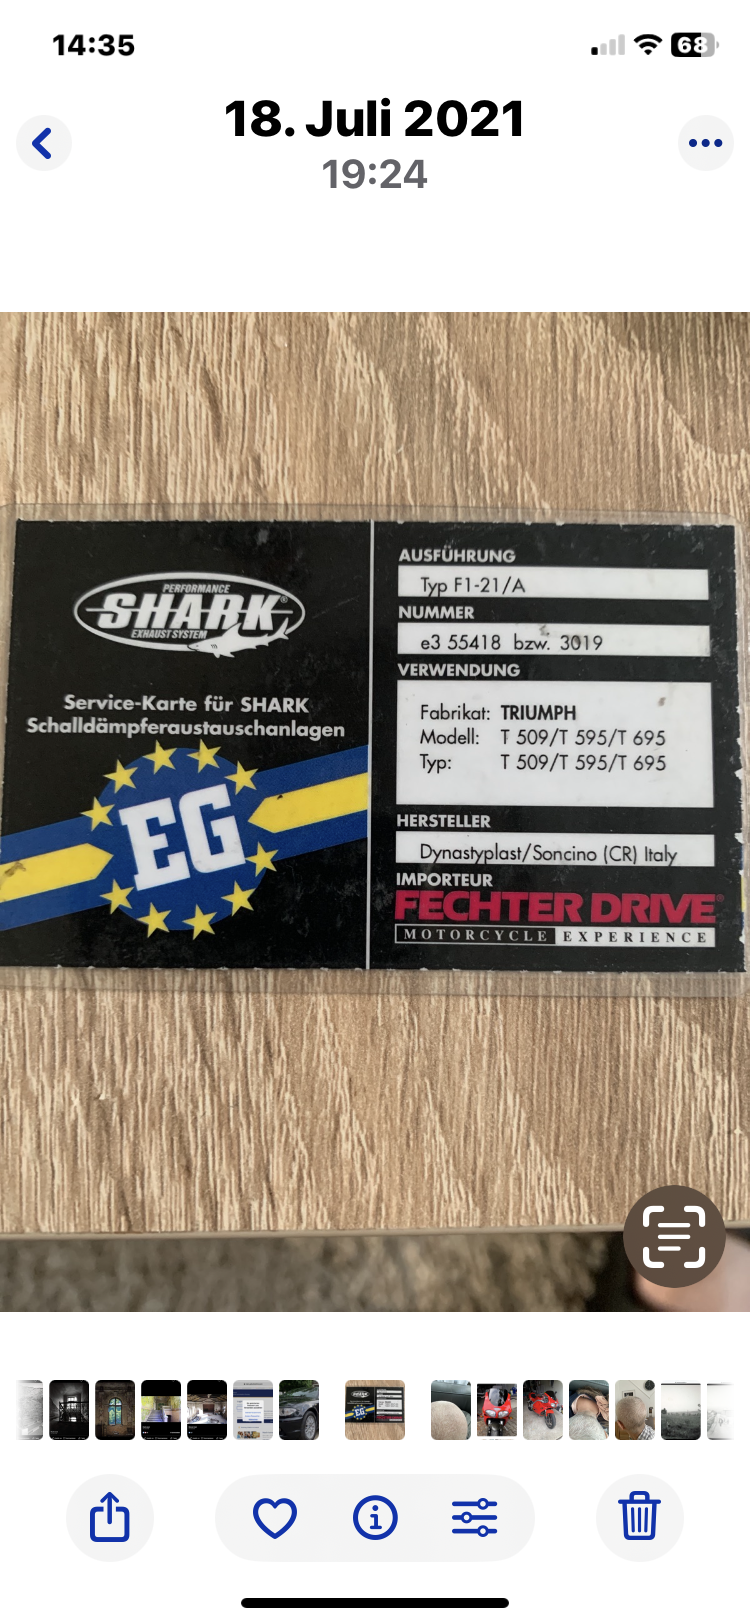 14:35
68
18. Juli 2021
19:24
PERFORMANCE
SHARK
EXHAUST SYSTEM
Service-Karte für SHARK
Schalldämpferaustauschanlagen
EG
AUSFÜHRUNG
Typ F1-21/A
NUMMER
e3 55418 bzw. 3019
VERWENDUNG
Fabrikat: TRIUMPH
Modell: T 509/T 595/T 695
Typ: T 509/T 595/T 695
HERSTELLER
Dynastyplast/Soncino (CR) Italy
IMPORTEUR
FECHTER DRIVE®
MOTORCYCLE EXPERIENCE